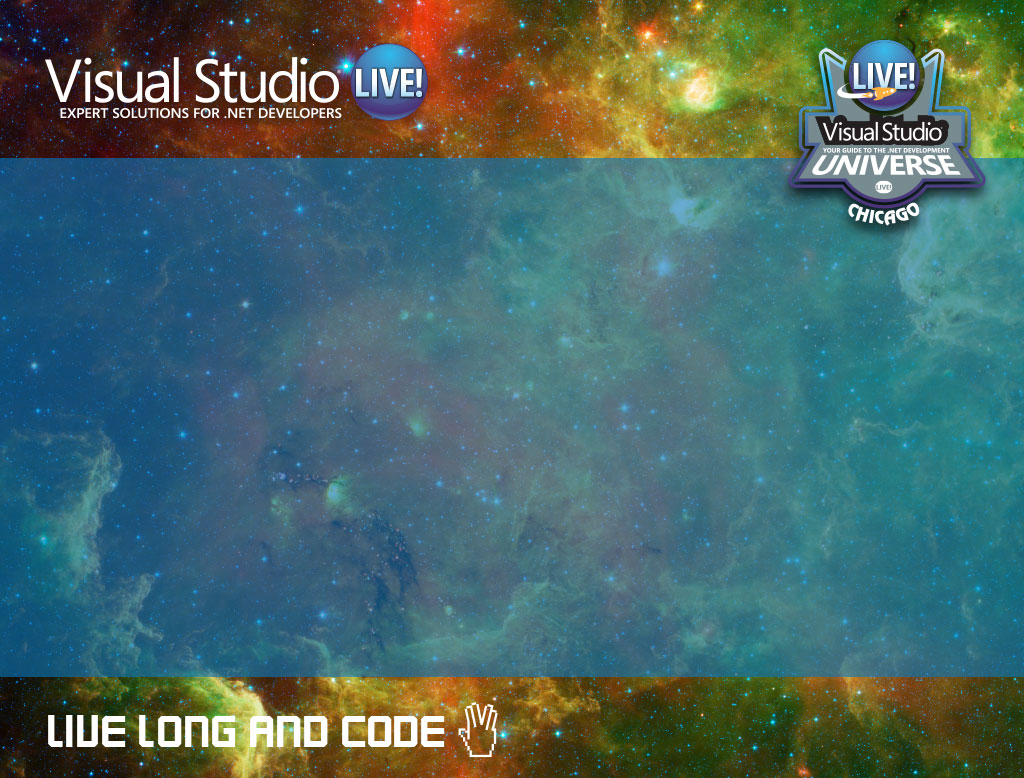 Visual Studio LIVE!
EXPERT SOLUTIONS FOR .NET DEVELOPERS
LIVE!
Visual Studio
YOUR GUIDE TO THE .NET DEVELOPMENT
UNIVERSE
LIVE!
CHICAGO
LIVE LONG AND CODE